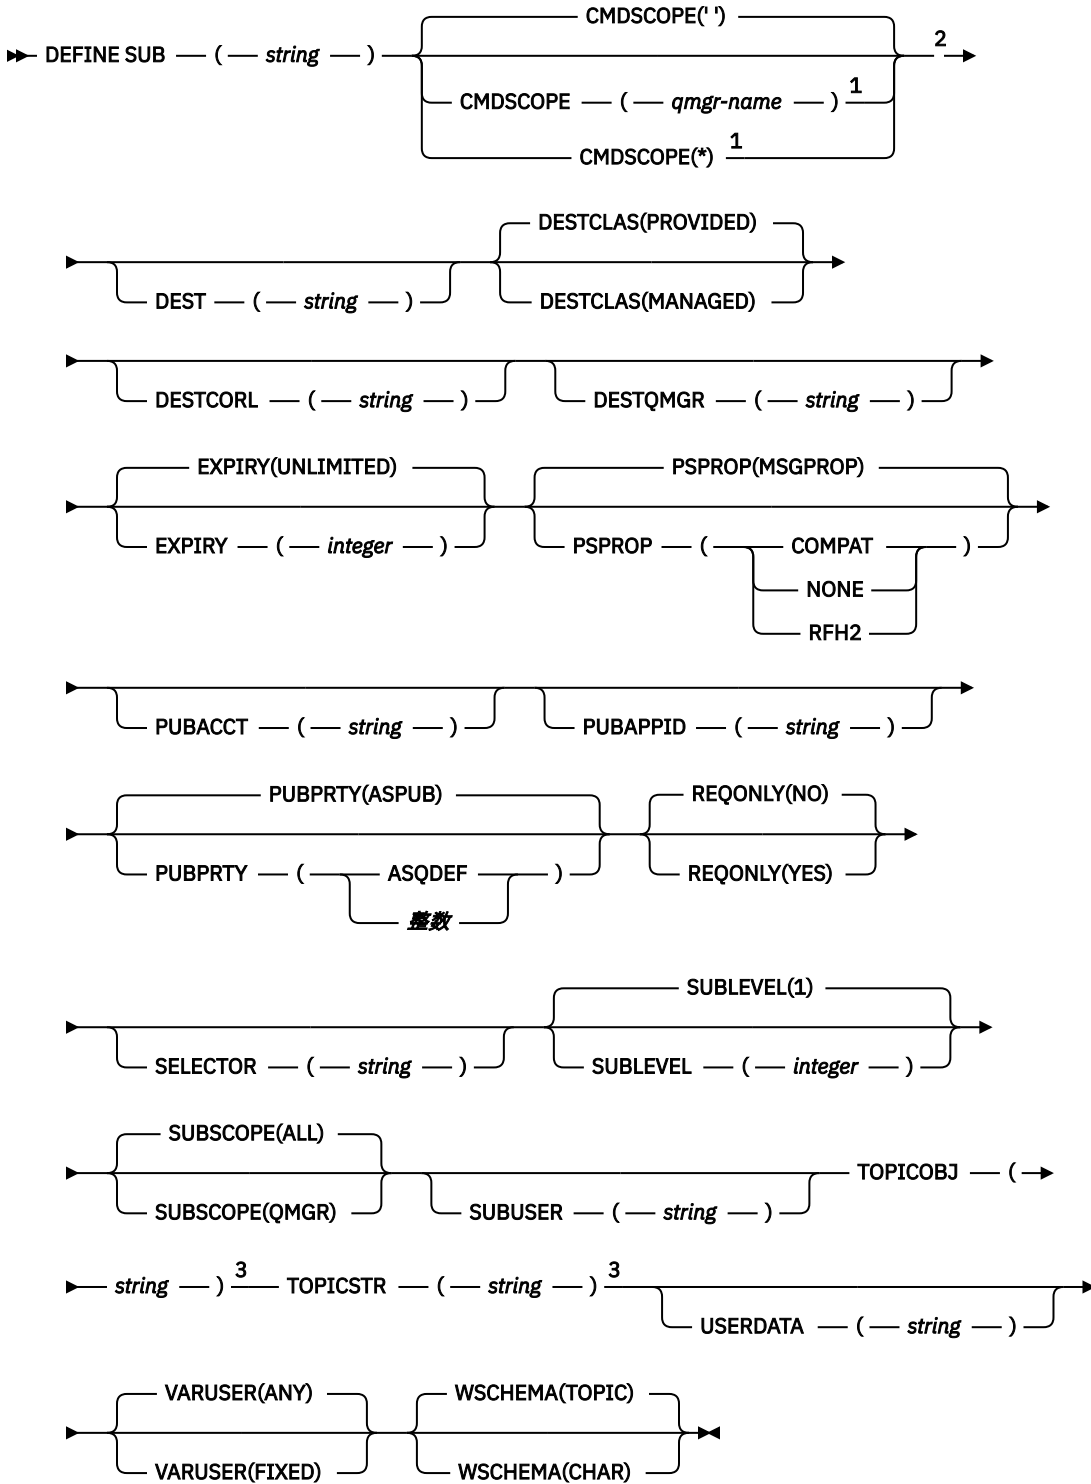 CMDSCOPE(' ')
DEFINE SUB ( string ) 2
CMDSCOPE ( qmgr-name ) 1
CMDSCOPE(*) 1
DESTCLAS(PROVIDED)
DEST ( string ) DESTCLAS(MANAGED)
DESTCORL ( string ) DESTQMGR ( string )
EXPIRY(UNLIMITED) PSPROP(MSGPROP)
EXPIRY ( integer ) PSPROP ( COMPAT )
NONE
RFH2
PUBACCT ( string ) PUBAPPID ( string )
PUBPRTY(ASPUB) REQONLY(NO)
PUBPRTY ( ASQDEF ) REQONLY(YES)
整数
SUBLEVEL(1)
SELECTOR ( string ) SUBLEVEL ( integer )
SUBSCOPE(ALL)
TOPICOBJ (
SUBSCOPE(QMGR) SUBUSER ( string )
string ) 3 TOPICSTR ( string ) 3
USERDATA ( string )
VARUSER(ANY) WSCHEMA(TOPIC)
VARUSER(FIXED) WSCHEMA(CHAR)